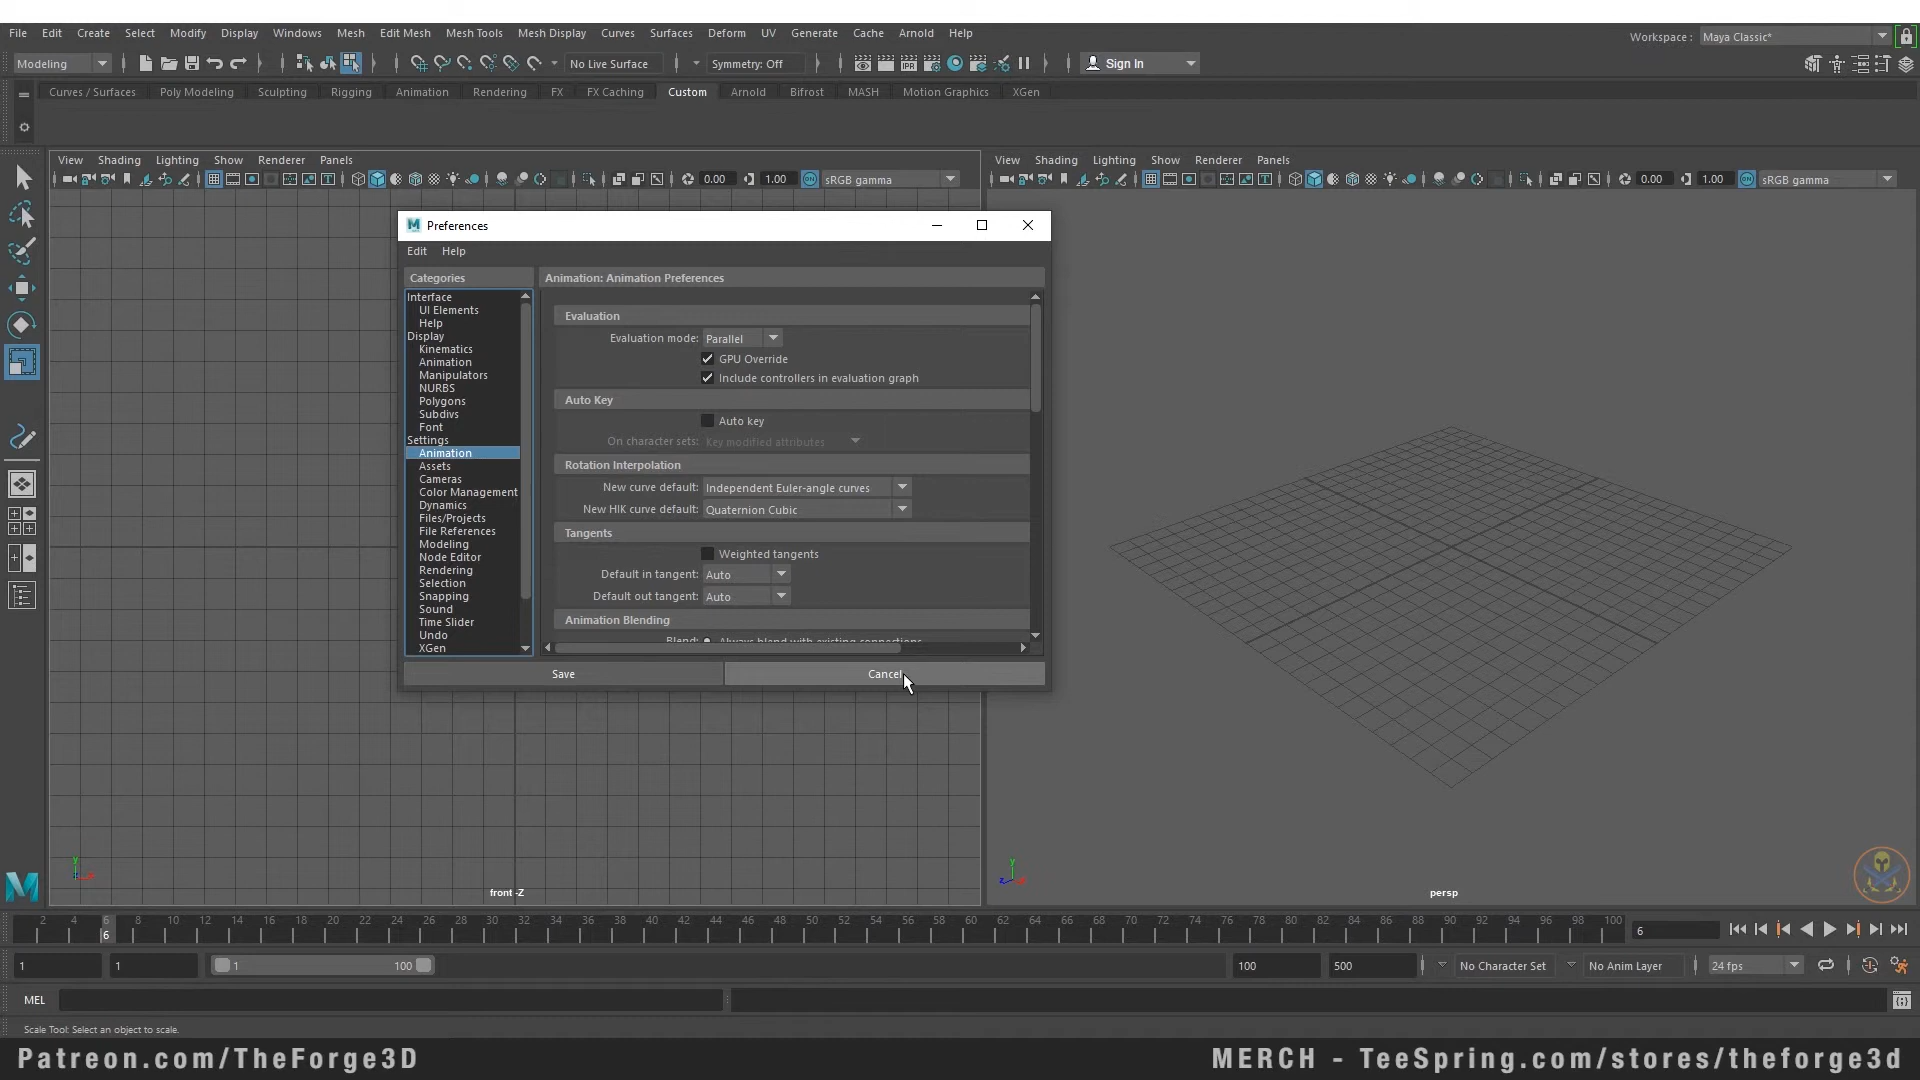 File Edit Create Select Modify Display Windows Mesh Edit Mesh Mesh Tools Mesh Display Curves Surfaces Deform UV Generate Cache Arnold Help
Workspace : Maya Classic*
Modeling No Live Surface Symmetry: Off Sign In
Curves / Surfaces Poly Modeling Sculpting Rigging Animation Rendering FX FX Caching Custom Arnold Bifrost MASH Motion Graphics XGen
View Shading Lighting Show Renderer Panels
0.00 1.00 sRGB gamma
View Shading Lighting Show Renderer Panels
0.00 1.00 sRGB gamma
Preferences
Edit Help
Categories
Interface
UI Elements
Help
Display
Kinematics
Animation
Manipulators
NURBS
Polygons
Subdivs
Font
Settings
Animation
Assets
Cameras
Color Management
Dynamics
Files/Projects
File References
Modeling
Node Editor
Rendering
Selection
Snapping
Sound
Time Slider
Undo
XGen
Animation: Animation Preferences
Evaluation
Evaluation mode: Parallel
GPU Override
Include controllers in evaluation graph
Auto Key
Auto key
On character sets: Key modified attributes
Rotation Interpolation
New curve default: Independent Euler-angle curves
New HIK curve default: Quaternion Cubic
Tangents
Weighted tangents
Default in tangent: Auto
Default out tangent: Auto
Animation Blending
Blend: Always blend with existing connections
Save Cancel
y
front -Z
y
z
persp
2 4 6 8 10 12 14 16 18 20 22 24 26 28 30 32 34 36 38 40 42 44 46 48 50 52 54 56 58 60 62 64 66 68 70 72 74 76 78 80 82 84 86 88 90 92 94 96 98 100
6
6
1 1 1 100 100 500 No Character Set No Anim Layer 24 fps
MEL
Scale Tool: Select an object to scale.
Patreon.com/TheForge3D
MERCH - TeeSpring.com/stores/theforge3d